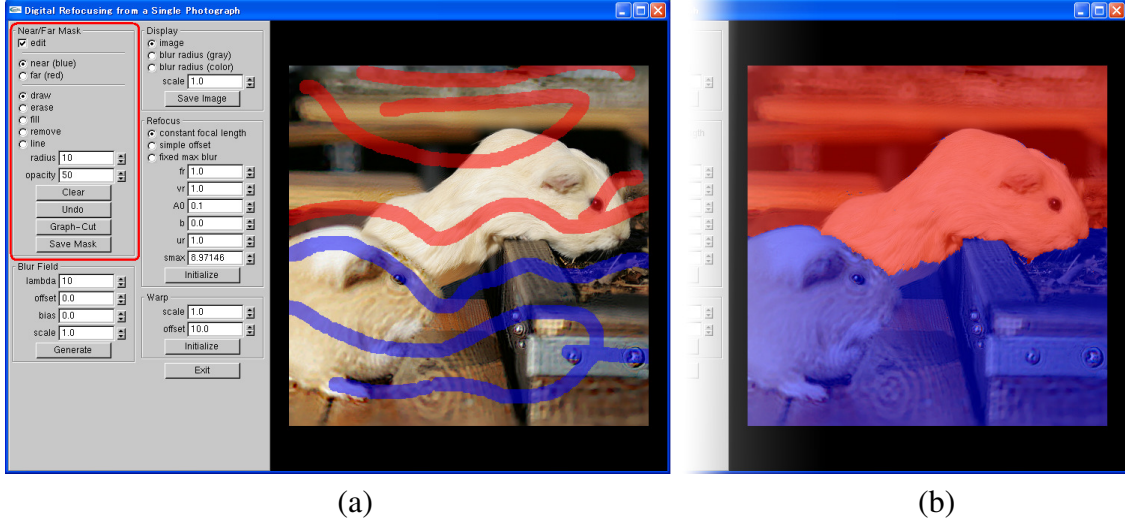 Digital Refocusing from a Single Photograph
Near/Far Mask
edit
near (blue)
far (red)
draw
erase
fill
remove
line
radius 10
opacity 50
Clear
Undo
Graph-Cut
Save Mask
Blur Field
lambda 10
offset 0.0
bias 0.0
scale 1.0
Generate
Display
image
blur radius (gray)
blur radius (color)
scale 1.0
Save Image
Refocus
constant focal length
simple offset
fixed max blur
fr 1.0
vr 1.0
A0 0.1
b 0.0
ur 1.0
smax 8.97146
Initialize
Warp
scale 1.0
offset 10.0
Initialize
Exit
(a)
(b)